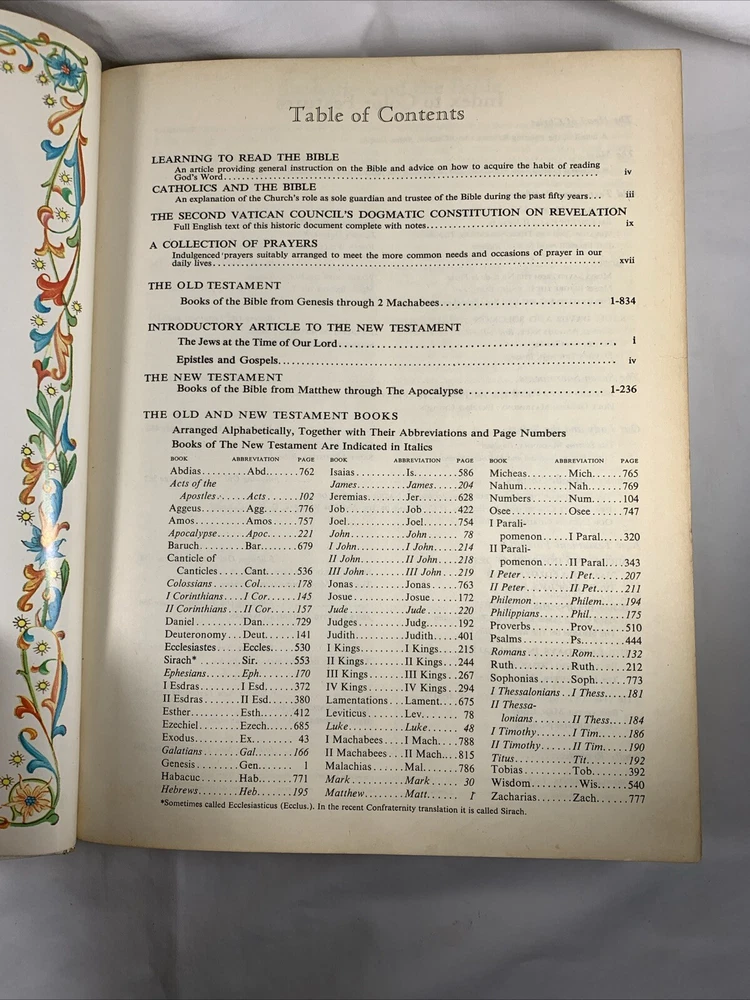 Table of Contents
LEARNING TO READ THE BIBLE
An article providing general instruction on the Bible and advice on how to acquire the habit of reading
God's Word.......... iv
CATHOLICS AND THE BIBLE
An explanation of the Church's role as sole guardian and trustee of the Bible during the past fifty years... iii
THE SECOND VATICAN COUNCIL'S DOGMATIC CONSTITUTION ON REVELATION
Full English text of this historic document complete with notes.......... ix
A COLLECTION OF PRAYERS
Indulgenced prayers suitably arranged to meet the more common needs and occasions of prayer in our
daily lives.......... xvii
THE OLD TESTAMENT
Books of the Bible from Genesis through 2 Machabees.......... 1-834
INTRODUCTORY ARTICLE TO THE NEW TESTAMENT
The Jews at the Time of Our Lord.......... i
Epistles and Gospels.......... iv
THE NEW TESTAMENT
Books of the Bible from Matthew through The Apocalypse .......... 1-236
THE OLD AND NEW TESTAMENT BOOKS
Arranged Alphabetically, Together with Their Abbreviations and Page Numbers
Books of The New Testament Are Indicated in Italics
BOOK ABBREVIATION PAGE
Abdias.........Abd.......762
Acts of the
Apostles......Acts......102
Aggeus........Agg.......776
Amos.........Amos......757
Apocalypse....Apoc......221
Baruch........Bar.......679
Canticle of
Canticles.....Cant......536
Colossians.....Col.......178
I Corinthians....I Cor......145
II Corinthians...II Cor.....157
Daniel........Dan.......729
Deuteronomy...Deut......141
Ecclesiastes....Eccles.....530
Sirach* .......Sir.......553
Ephesians......Eph.......170
I Esdras.......I Esd......372
II Esdras......II Esd.....380
Esther........Esth......412
Ezechiel.......Ezech.....685
Exodus........Ex........43
Galatians......Gal.......166
Genesis.......Gen.......1
Habacuc......Hab.......771
Hebrews.......Heb.......195
BOOK ABBREVIATION PAGE
Isaias.........Is........586
James.........James.....204
Jeremias.......Jer.......628
Job...........Job.......422
Joel...........Joel......754
John..........John......78
I John.........I John.....214
II John........II John....218
III John.......III John...219
Jonas.........Jonas.....763
Josue.........Josue.....172
Jude..........Jude......220
Judges........Judg......192
Judith........Judith....401
I Kings.......I Kings....215
II Kings......II Kings...244
III Kings.....III Kings..267
IV Kings......IV Kings...294
Lamentations...Lament....675
Leviticus......Lev.......78
Luke..........Luke......48
I Machabees....I Mach....788
II Machabees...II Mach...815
Malachias......Mal.......786
Mark..........Mark......30
Matthew.......Matt......1
BOOK ABBREVIATION PAGE
Micheas.......Mich......765
Nahum........Nah.......769
Numbers......Num.......104
Osee..........Osee......747
I Parali-
pomenon.....I Paral....320
II Parali-
pomenon.....II Paral...343
I Peter........I Pet.....207
II Peter.......II Pet....211
Philemon......Philem....194
Philippians....Phil......175
Proverbs......Prov......510
Psalms........Ps........444
Romans.......Rom.......132
Ruth..........Ruth......212
Sophonias.....Soph......773
I Thessalonians..I Thess...181
II Thessa-
lonians......II Thess...184
I Timothy......I Tim.....186
II Timothy.....II Tim....190
Titus..........Tit.......192
Tobias........Tob.......392
Wisdom.......Wis.......540
Zacharias......Zach......777
*Sometimes called Ecclesiasticus (Ecclus.). In the recent Confraternity translation it is called Sirach.